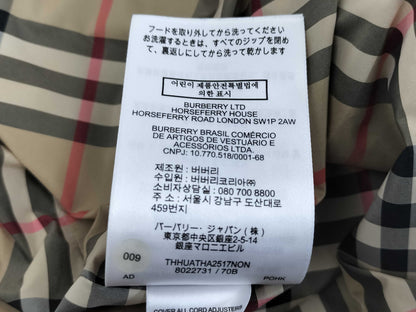 フードを取り外してから洗ってください
お洗濯するときは、すべてのジップを閉め
て、裏返しにしてから洗って乾かします
어린이 제품안전특별법에
의한 표시
BURBERRY LTD
HORSEFERRY HOUSE
HORSEFERRY ROAD LONDON SW1P 2AW
BURBERRY BRASIL COMÉRCIO
DE ARTIGOS DE VESTUÁRIO E
ACESSÓRIOS LTDA.
CNPJ: 10.770.518/0001-68
제조원 : 버버리
수입원 : 버버리코리아㈜
소비자상담실 : 080 700 8800
주 소 : 서울시 강남구 도산대로
459번지
バーバリー・ジャパン(株)
東京都中央区銀座2-5-14
銀座マロニエビル
009
THHUATHA2517NON
AD
8022731 / 70B
POHK
COVER ALL CORD ADJUSTER